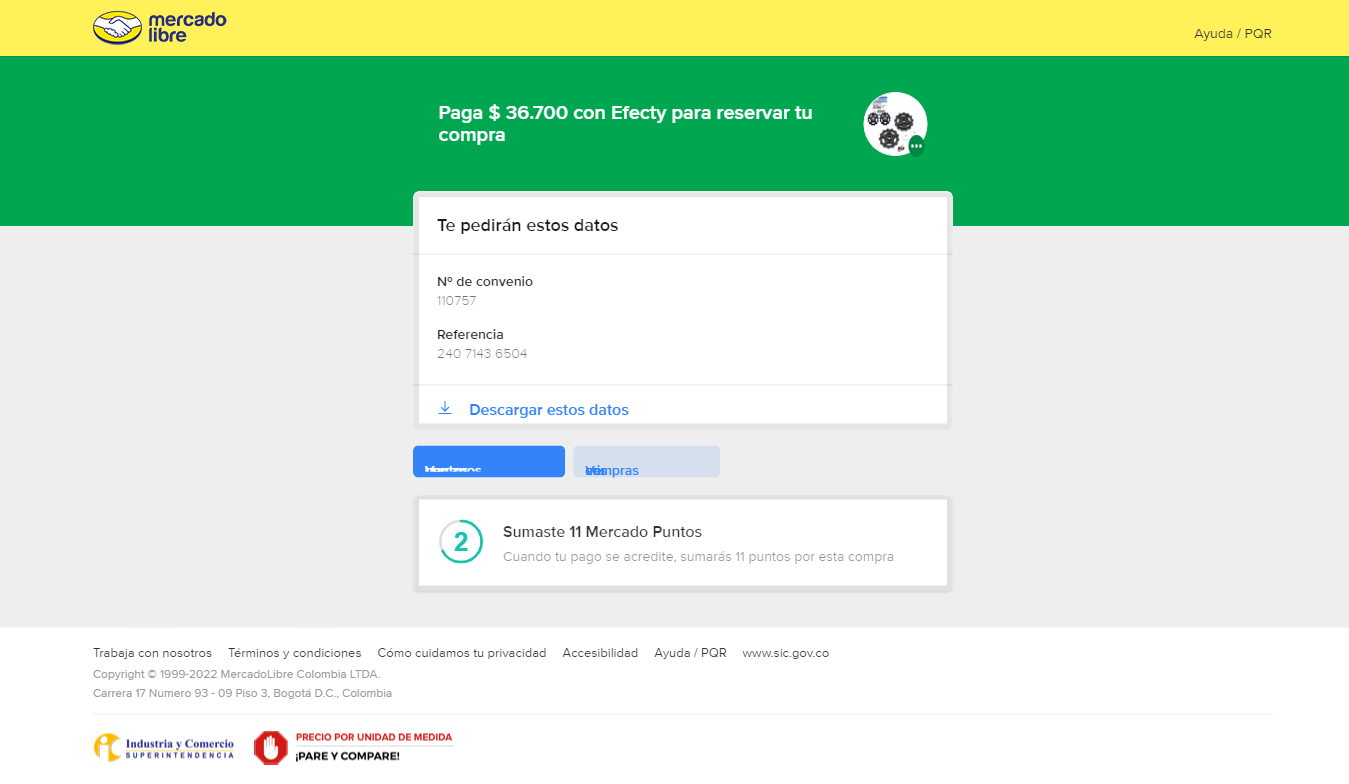 mercado
libre
Ayuda / PQR
Paga $ 36.700 con Efecty para reservar tu
compra
Te pedirán estos datos
Nº de convenio
110757
Referencia
240 7143 6504
Descargar estos datos
2
Sumaste 11 Mercado Puntos
Cuando tu pago se acredite, sumarás 11 puntos por esta compra
Trabaja con nosotros Términos y condiciones Cómo cuidamos tu privacidad Accesibilidad Ayuda / PQR www.sic.gov.co
Copyright © 1999-2022 MercadoLibre Colombia LTDA.
Carrera 17 Numero 93 - 09 Piso 3, Bogotá D.C., Colombia
Industria y Comercio
SUPERINTENDENCIA
PRECIO POR UNIDAD DE MEDIDA
¡PARE Y COMPARE!